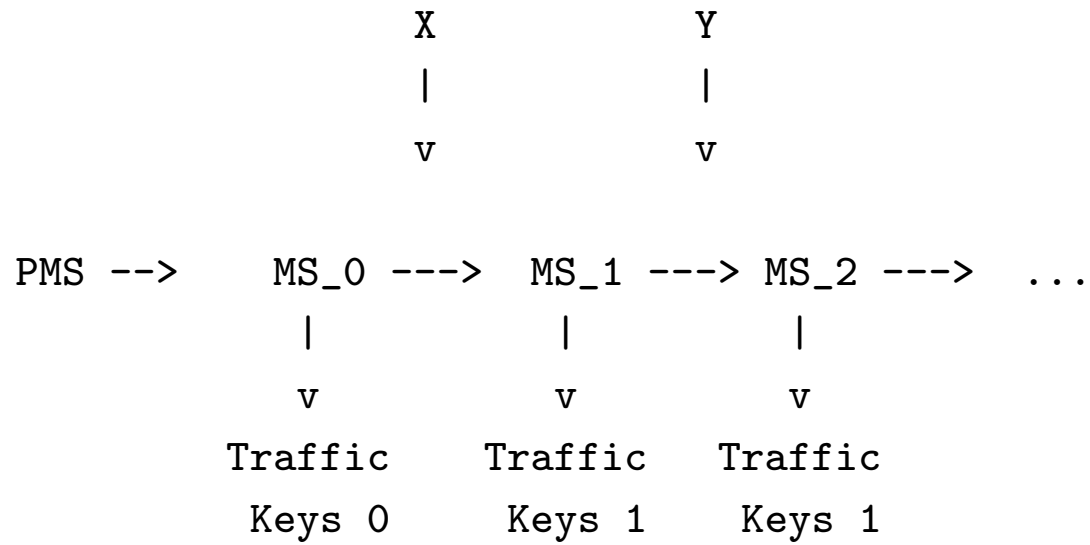 X Y
| |
v v
PMS --> MS_0 ---> MS_1 ---> MS_2 ---> ...
| | |
v v v
Traffic Traffic Traffic
Keys 0 Keys 1 Keys 1